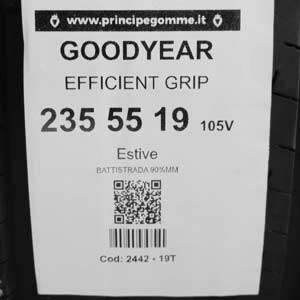 www.principegomme.it
GOODYEAR
EFFICIENT GRIP
235 55 19 105V
Estive
BATTISTRADA 90%MM
Cod: 2442 - 19T